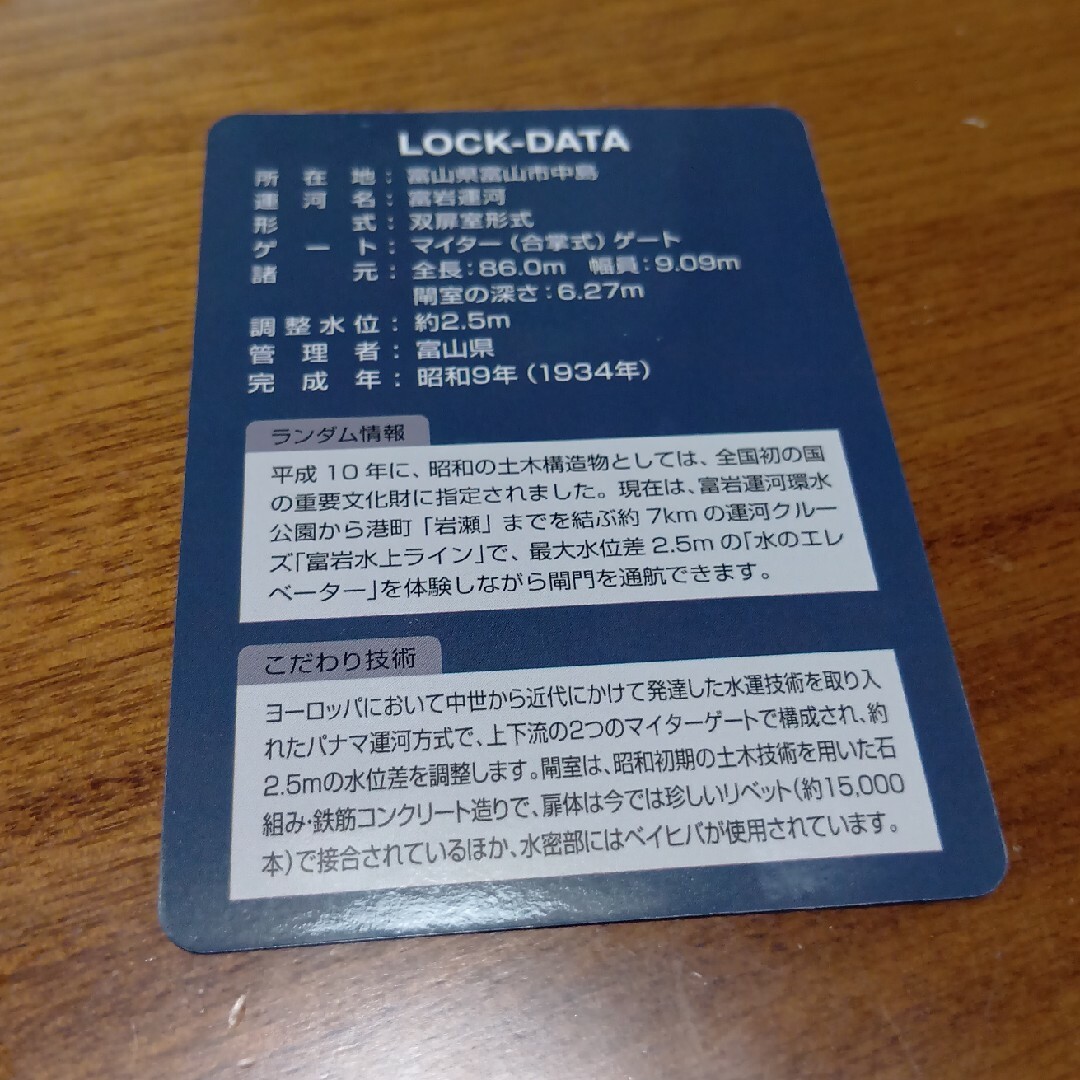 LOCK-DATA
所在地：富山県富山市中島
運河名：富岩運河
形式：双扉室形式
ゲート：マイター（合掌式）ゲート
諸元：全長：86.0m 幅員：9.09m
閘室の深さ：6.27m
調整水位：約2.5m
管理者：富山県
完成年：昭和9年（1934年）
ランダム情報
平成10年に、昭和の土木構造物としては、全国初の国
の重要文化財に指定されました。現在は、富岩運河環水
公園から港町「岩瀬」までを結ぶ約7kmの運河クルー
ズ「富岩水上ライン」で、最大水位差2.5mの「水のエレ
ベーター」を体験しながら閘門を通航できます。
こだわり技術
ヨーロッパにおいて中世から近代にかけて発達した水運技術を取り入
れたパナマ運河方式で、上下流の2つのマイターゲートで構成され、約
2.5mの水位差を調整します。閘室は、昭和初期の土木技術を用いた石
組み・鉄筋コンクリート造りで、扉体は今では珍しいリベット（約15,000
本）で接合されているほか、水密部にはベイヒバが使用されています。